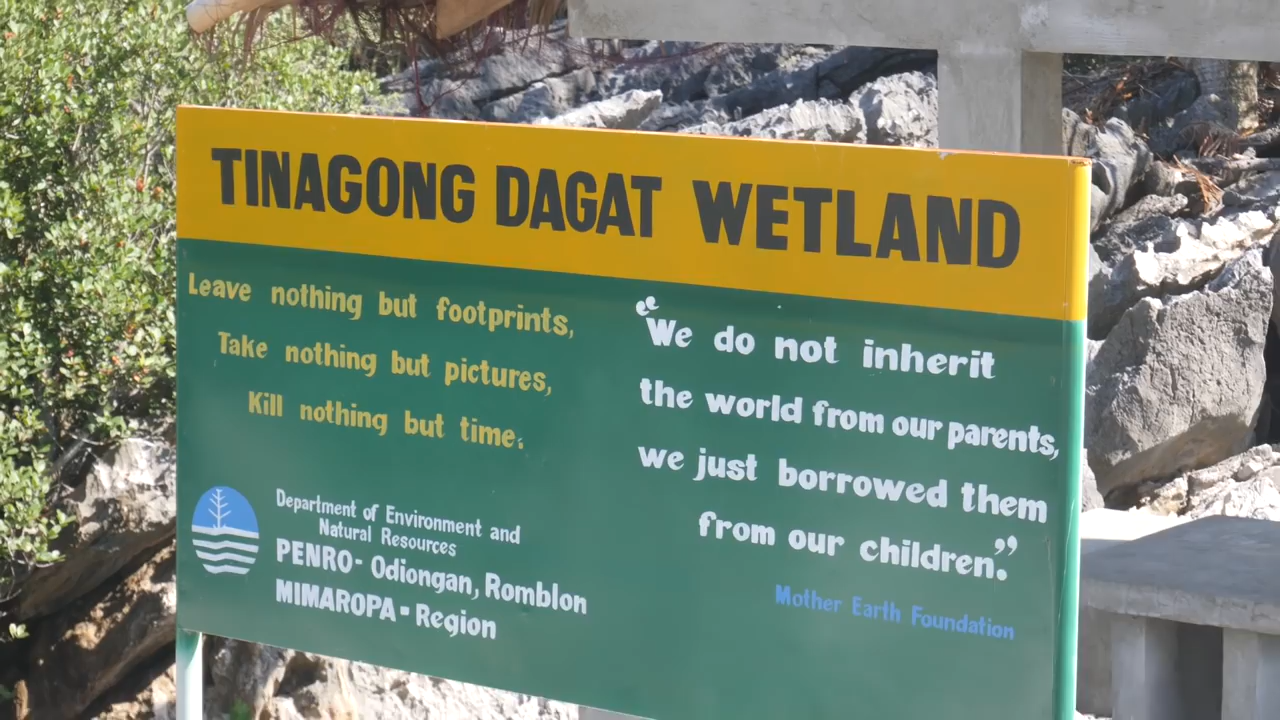 TINAGONG DAGAT WETLAND
Leave nothing but footprints,
Take nothing but pictures,
Kill nothing but time.
Department of Environment and
Natural Resources
PENRO- Odiongan, Romblon
MIMAROPA-Region
“We do not inherit
the world from our parents,
we just borrowed them
from our children.”
Mother Earth Foundation